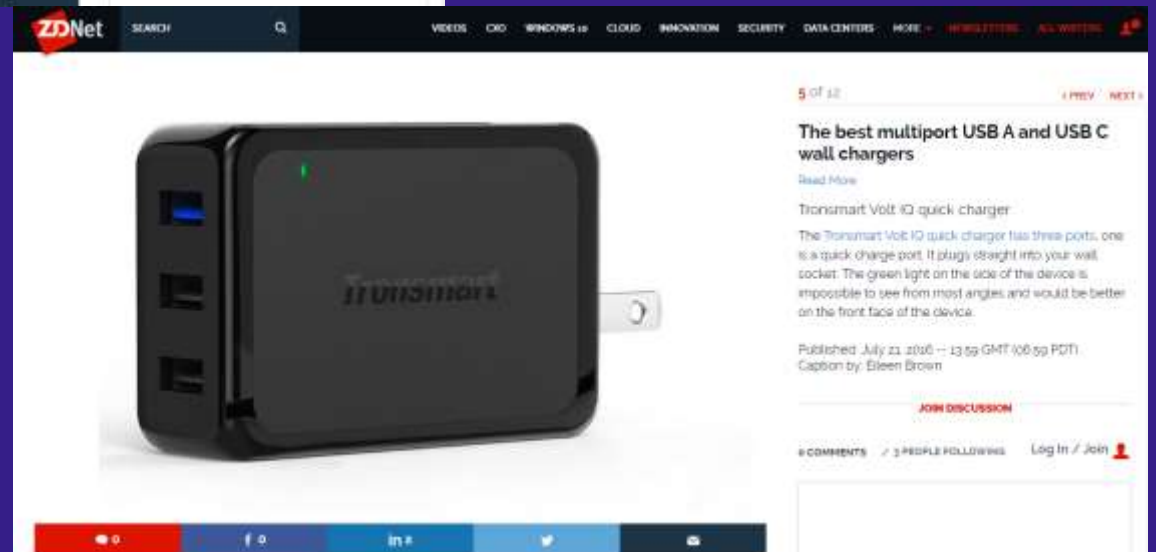 ZDNet
SEARCH
VIDEOS CXO WINDOWS 10 CLOUD INNOVATION SECURITY DATA CENTERS MORE NEWSLETTERS ALL WRITERS
5 of 12
< PREV NEXT >
The best multiport USB A and USB C
wall chargers
Read More
Tronsmart Volt IQ quick charger
The Tronsmart Volt IQ quick charger has three ports, one
is a quick charge port. It plugs straight into your wall
socket. The green light on the side of the device is
impossible to see from most angles and would be better
on the front face of the device.
Published: July 21, 2016 -- 13:59 GMT (06:59 PDT)
Caption by: Eileen Brown
JOIN DISCUSSION
0 COMMENTS / 3 PEOPLE FOLLOWING Log In / Join
Tronsmart
0
f 0
in